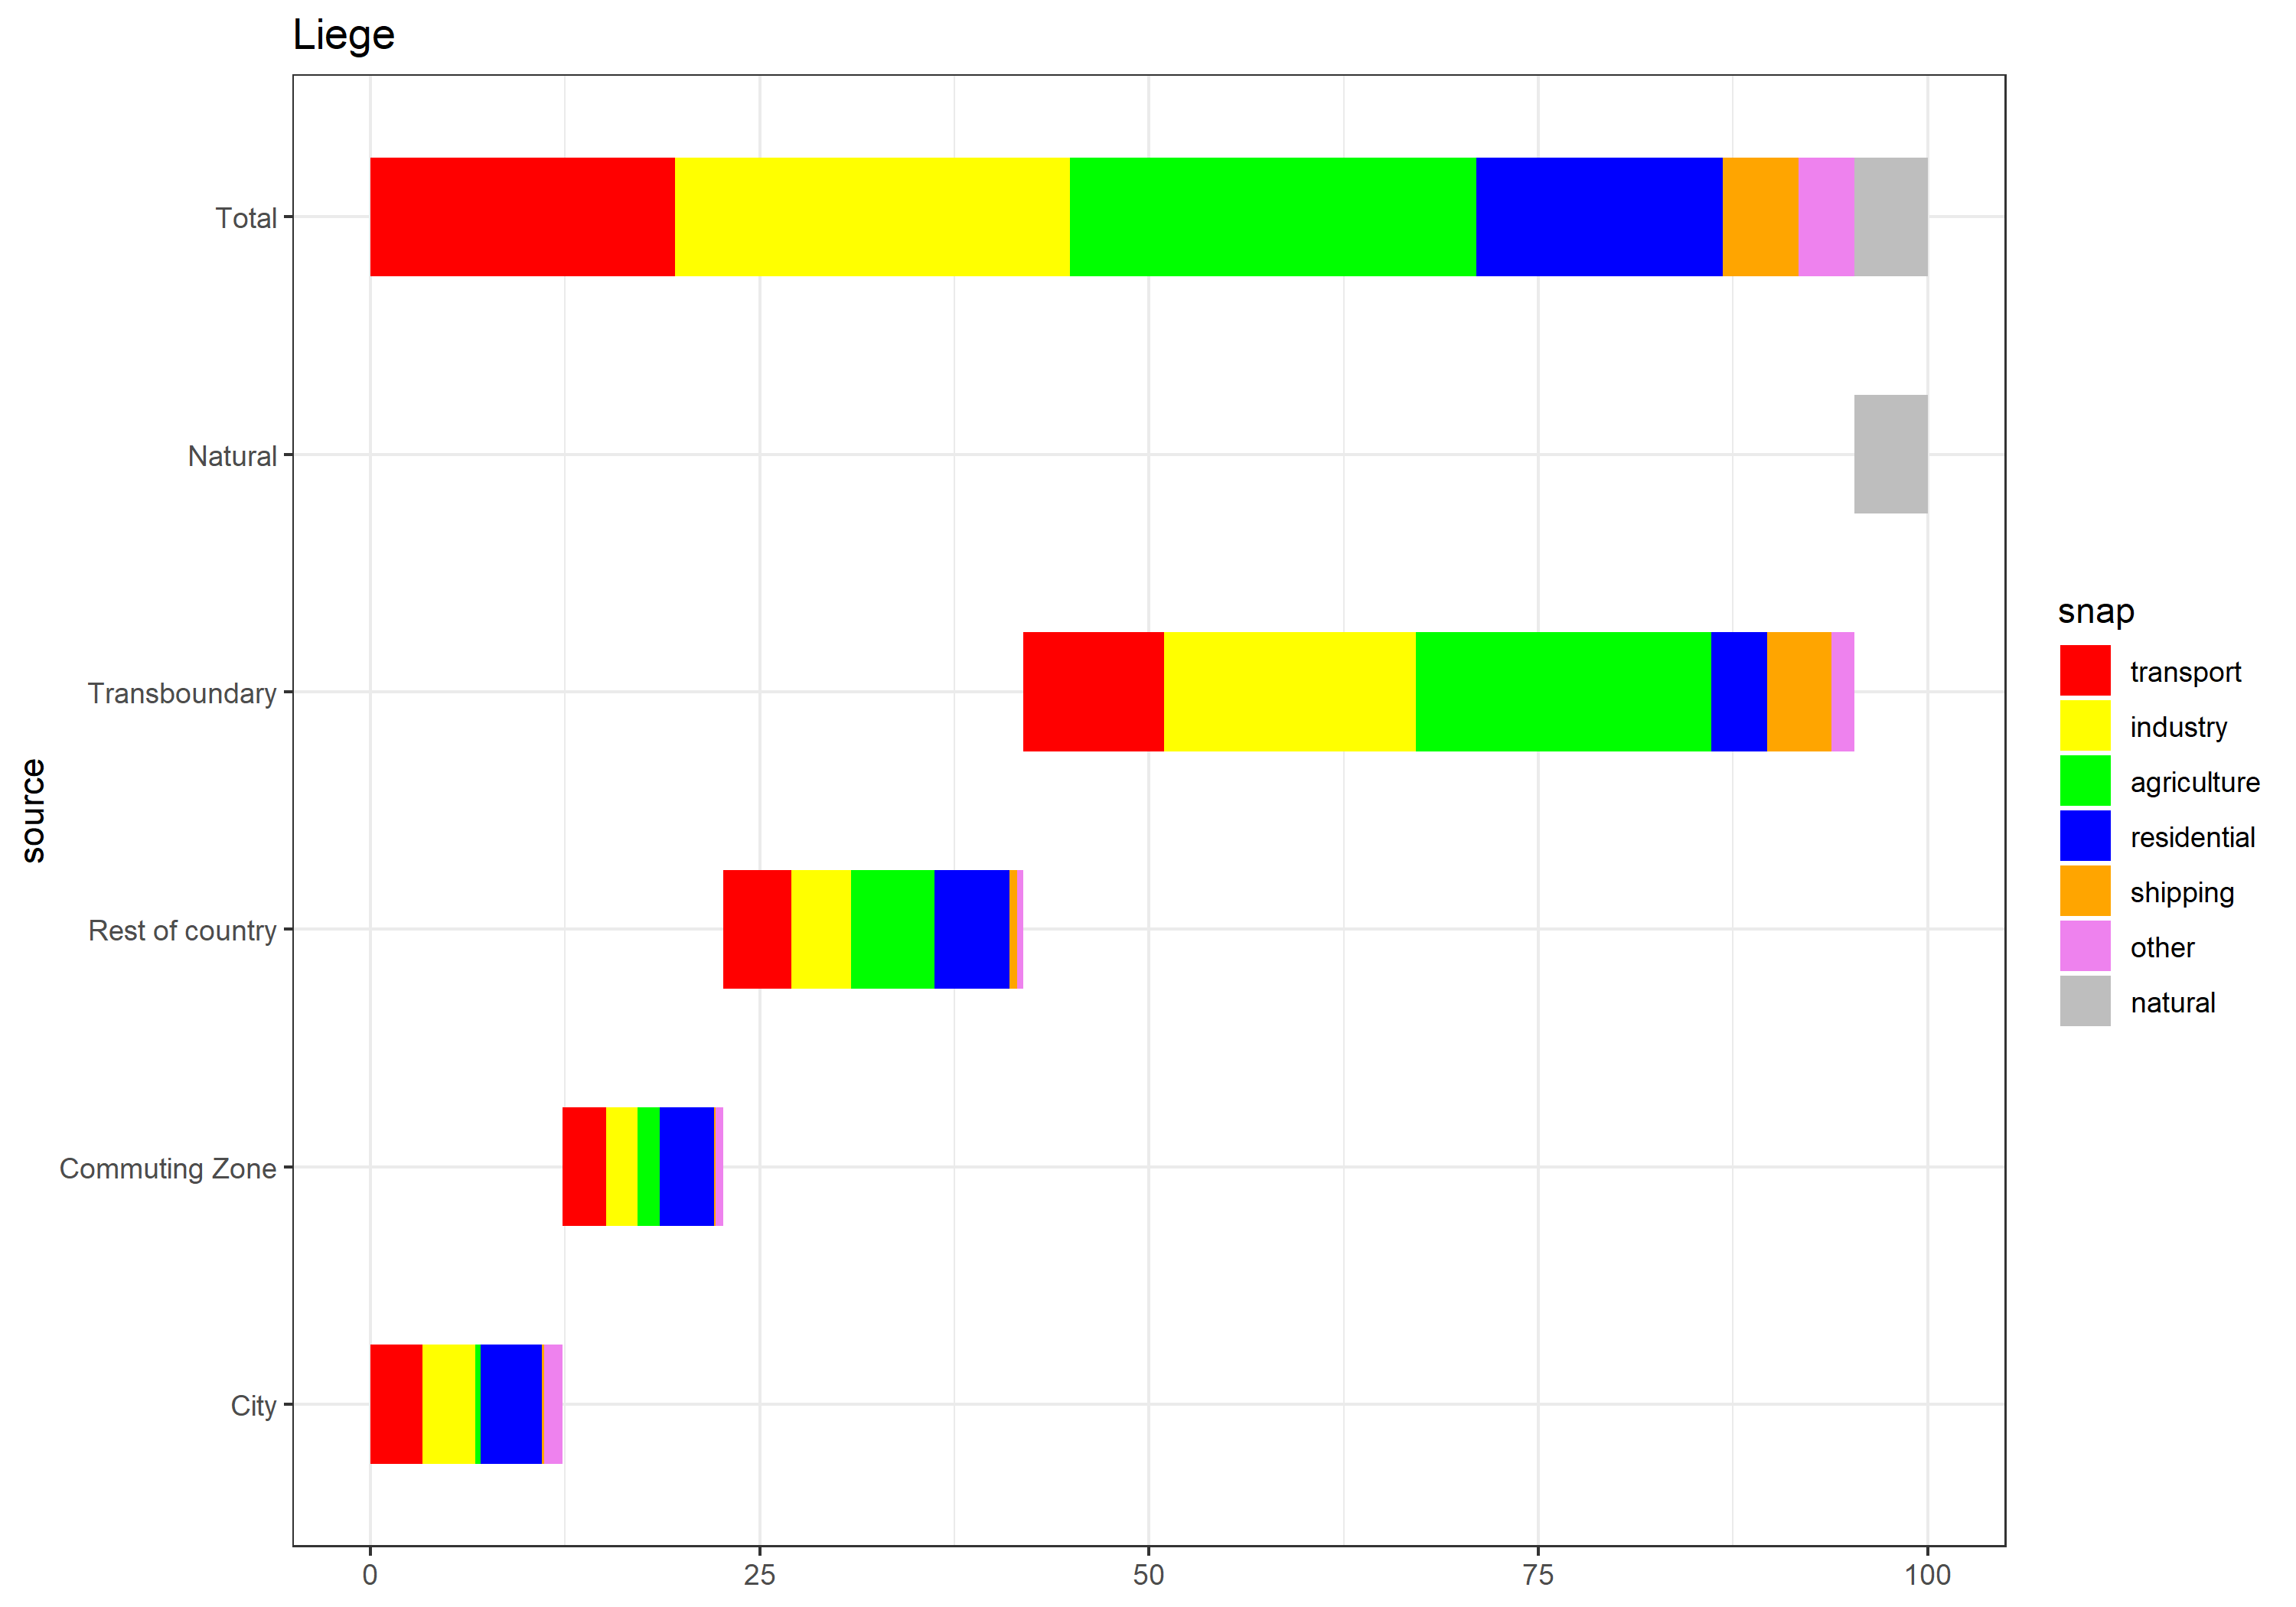 Liege
Total
Natural
Transboundary
Rest of country
Commuting Zone
City
source
0 25 50 75 100
snap
transport
industry
agriculture
residential
shipping
other
natural